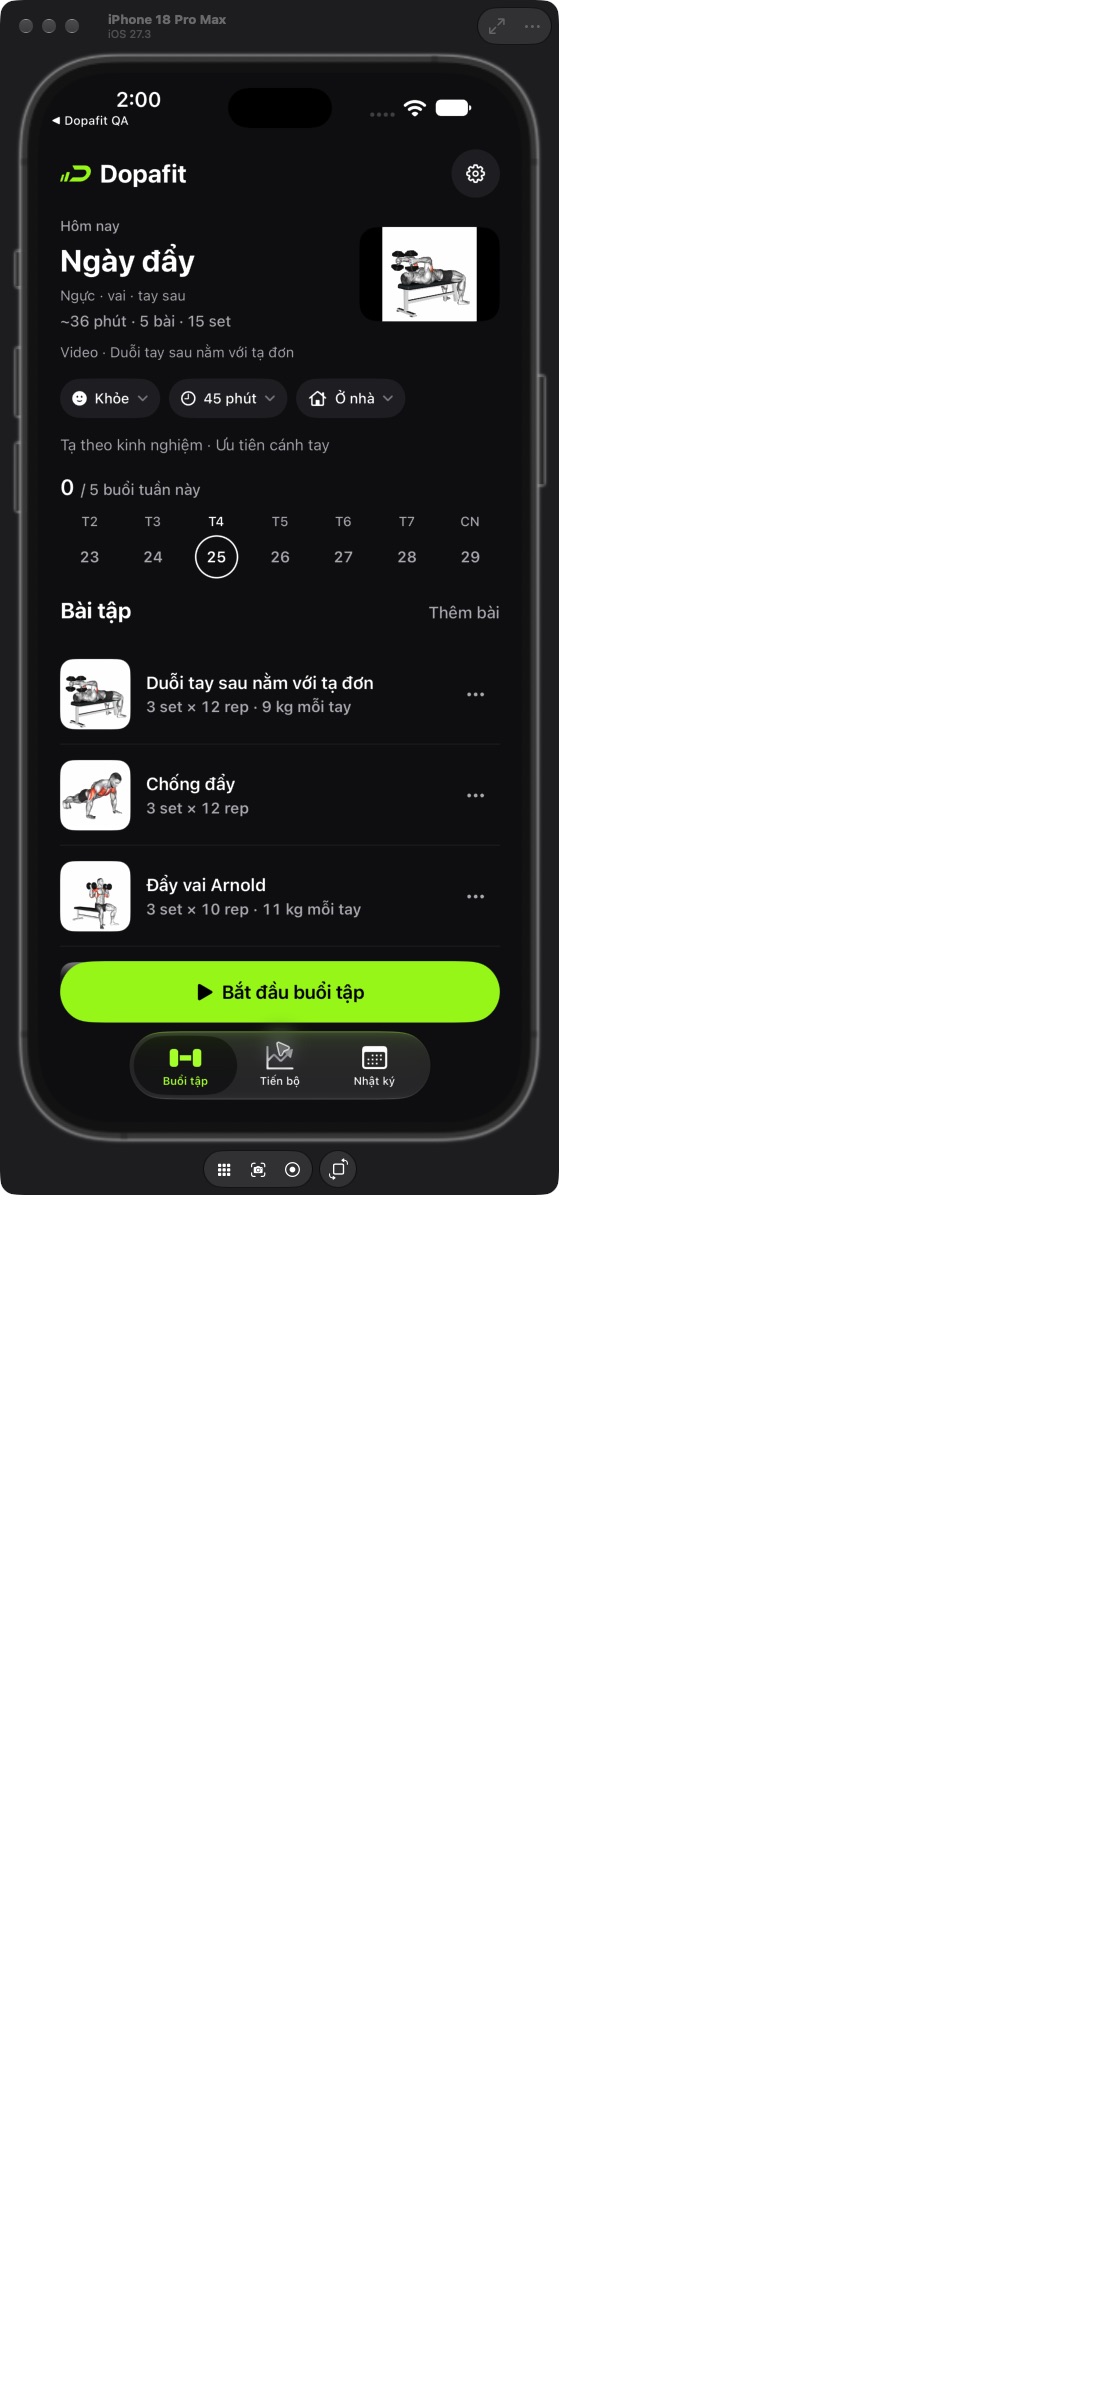 iPhone 18 Pro Max
iOS 27.3
2:00
◀ Dopafit QA
Dopafit
Hôm nay
Ngày đẩy
Ngực · vai · tay sau
~36 phút · 5 bài · 15 set
Video · Duỗi tay sau nằm với tạ đơn
Khỏe
45 phút
Ở nhà
Tạ theo kinh nghiệm · Ưu tiên cánh tay
0 / 5 buổi tuần này
T2 T3 T4 T5 T6 T7 CN
23 24 25 26 27 28 29
Bài tập
Thêm bài
Duỗi tay sau nằm với tạ đơn
3 set × 12 rep · 9 kg mỗi tay
Chống đẩy
3 set × 12 rep
Đẩy vai Arnold
3 set × 10 rep · 11 kg mỗi tay
Bắt đầu buổi tập
Buổi tập
Tiến bộ
Nhật ký